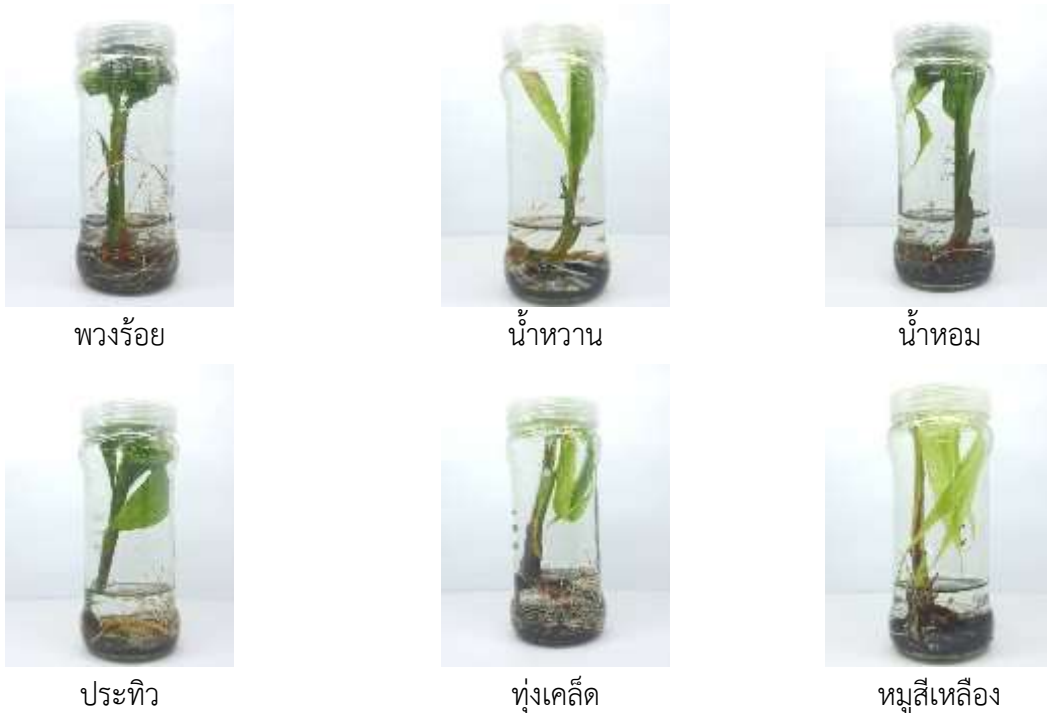 พวงร้อย
น้ำหวาน
น้ำหอม
ประทิว
ทุ่งเคล็ด
หมูสีเหลือง